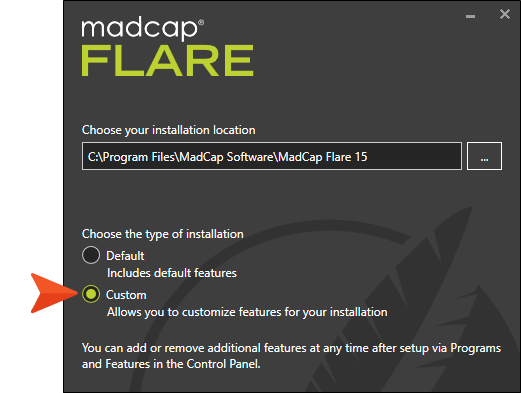 madcap®
FLARE
Choose your installation location
C:\Program Files\MadCap Software\MadCap Flare 15
...
Choose the type of installation
Default
Includes default features
Custom
Allows you to customize features for your installation
You can add or remove additional features at any time after setup via Programs
and Features in the Control Panel.